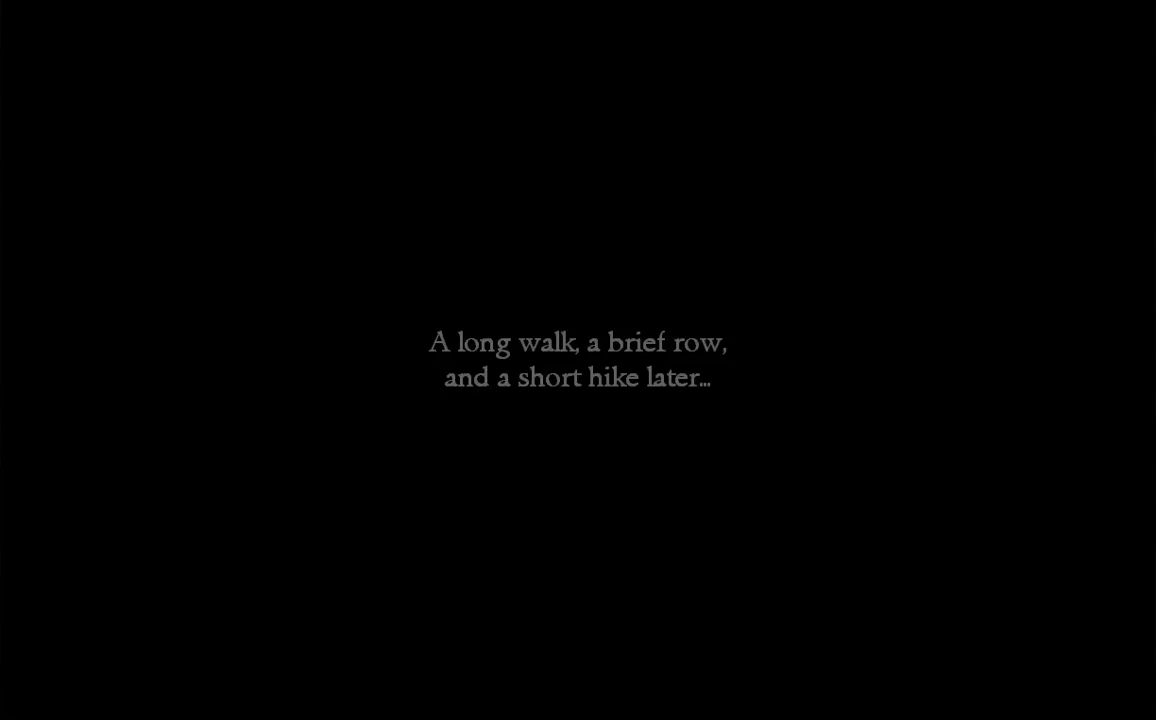 A long walk, a brief row,
and a short hike later...